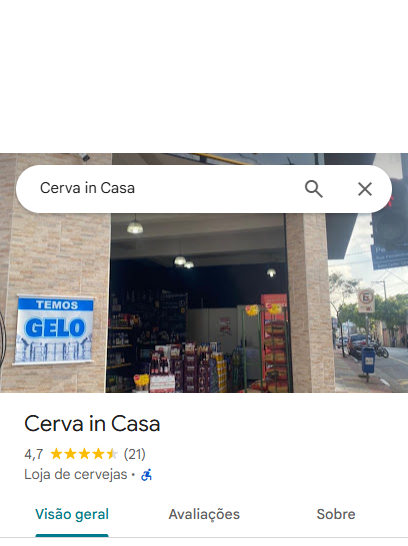 Cerva in Casa
TEMOS
GELO
Cerva in Casa
4,7 (21)
Loja de cervejas ·
Visão geral
Avaliações
Sobre